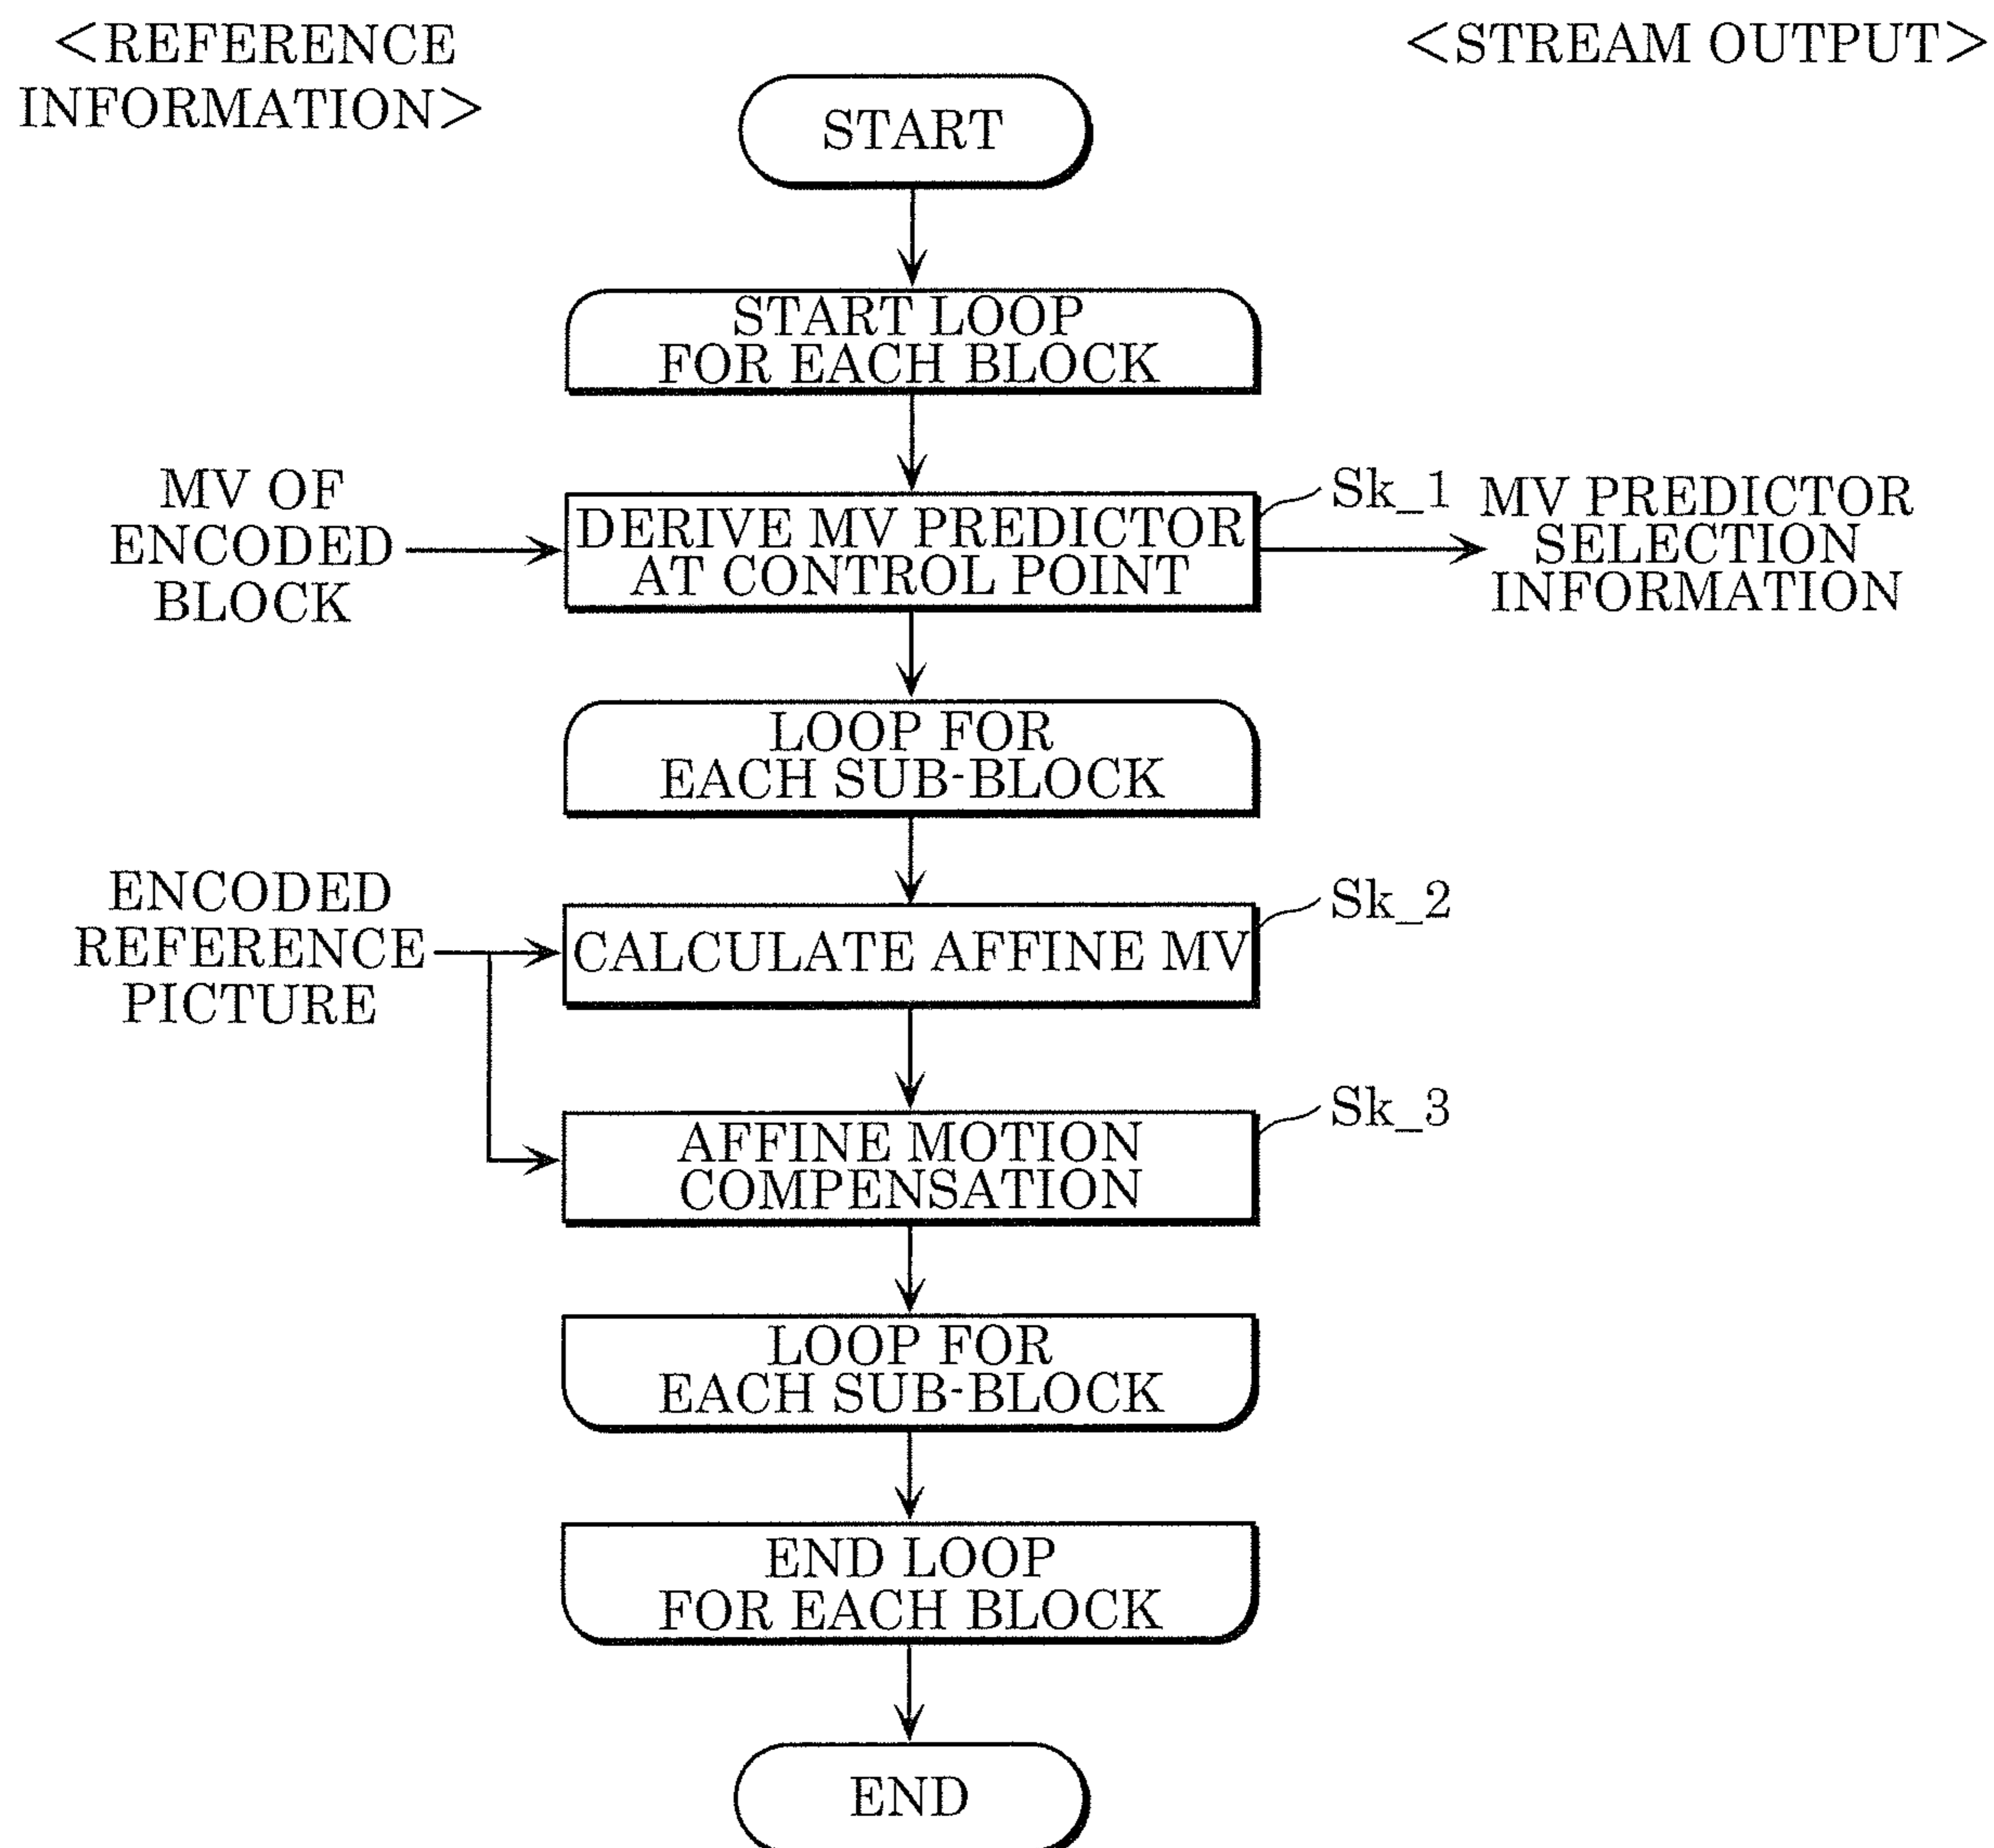 <REFERENCE
INFORMATION>
<STREAM OUTPUT>
START
START LOOP
FOR EACH BLOCK
MV OF
ENCODED
BLOCK
DERIVE MV PREDICTOR
AT CONTROL POINT
Sk_1
MV PREDICTOR
SELECTION
INFORMATION
LOOP FOR
EACH SUB-BLOCK
ENCODED
REFERENCE
PICTURE
CALCULATE AFFINE MV
Sk_2
AFFINE MOTION
COMPENSATION
Sk_3
LOOP FOR
EACH SUB-BLOCK
END LOOP
FOR EACH BLOCK
END